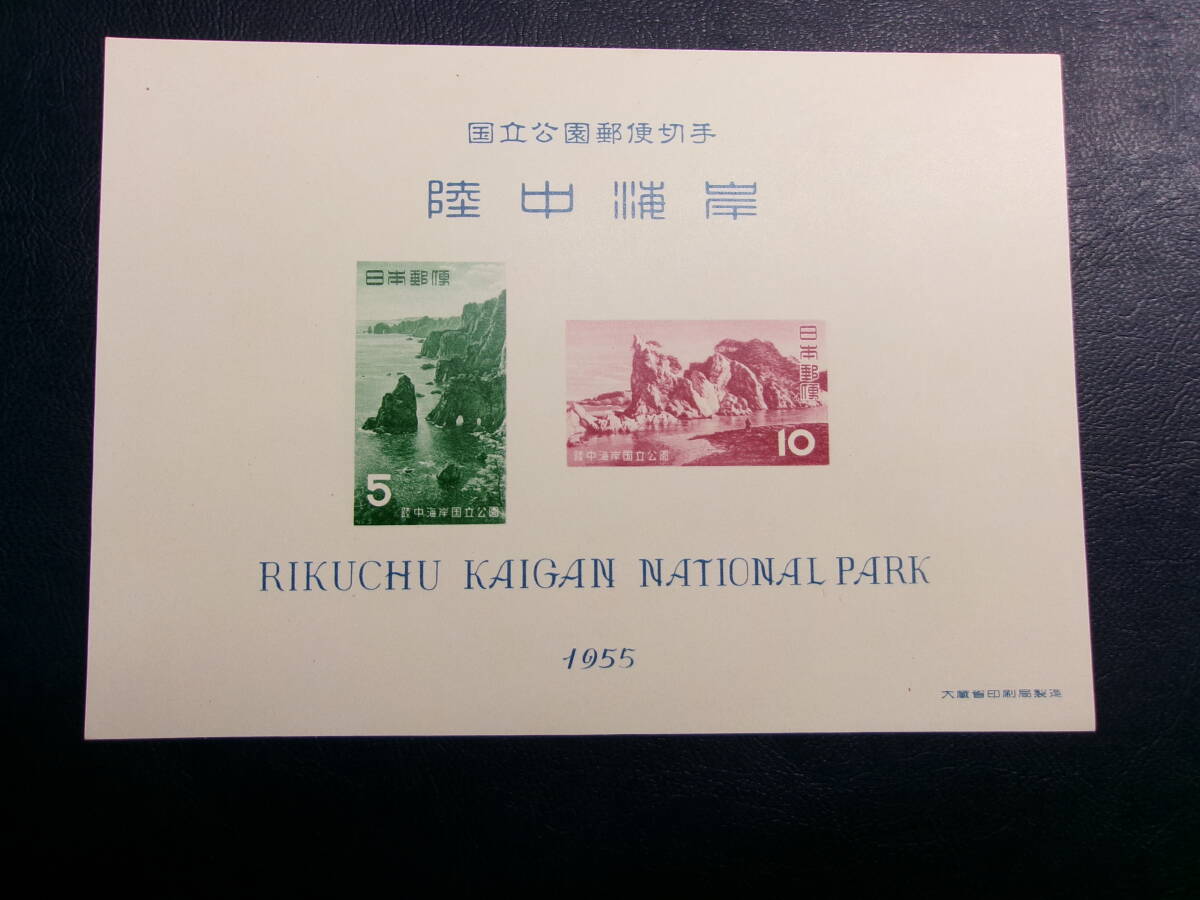 国立公園郵便切手
陸中海岸
日本郵便
5
陸中海岸国立公園
日本郵便
10
陸中海岸国立公園
RIKUCHU KAIGAN NATIONAL PARK
1955
大蔵省印刷局製造